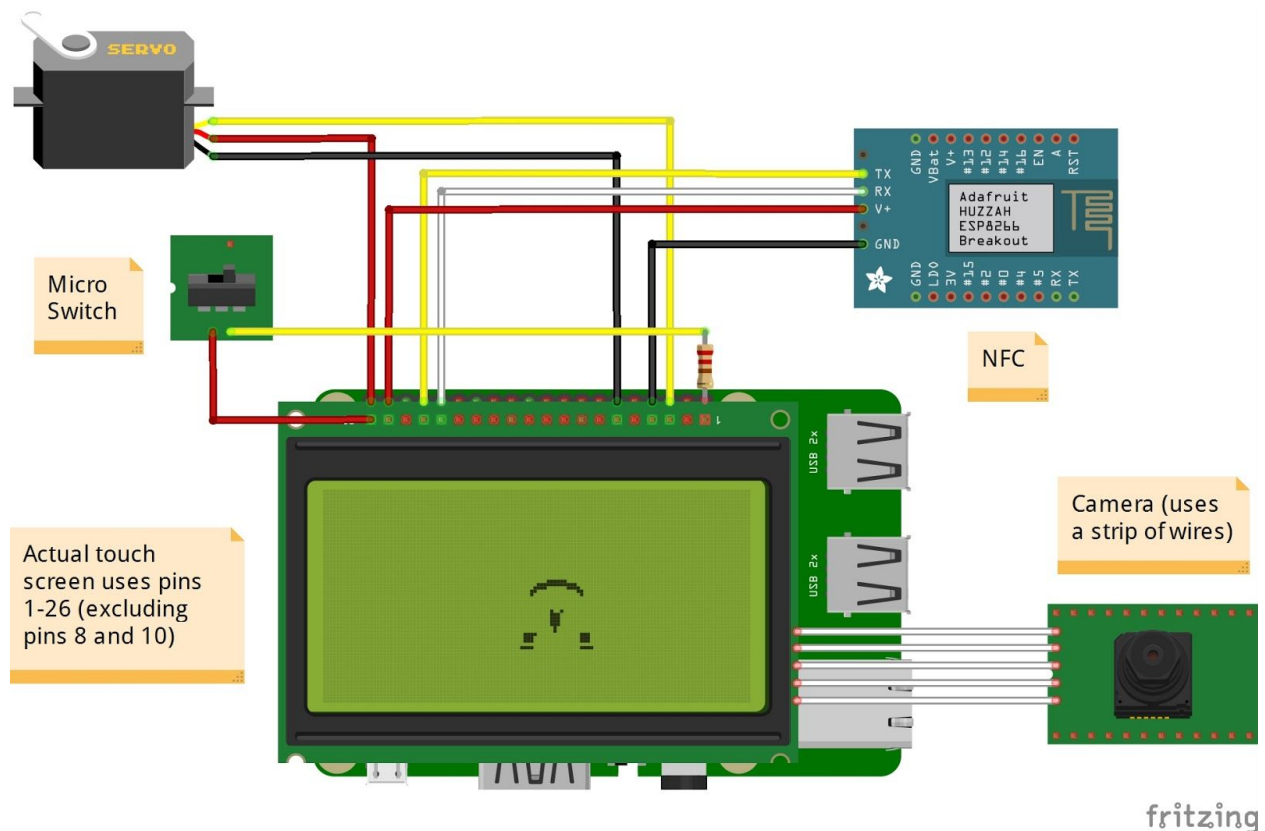 SERVO
Micro
Switch
GND
VBat
V+
#13
#12
#14
#16
EN
A
RST
TX
RX
V+
GND
Adafruit
HUZZAH
ESP8266
Breakout
GND
LDO
3V
#15
#2
#0
#4
#5
RX
TX
NFC
1
USB 2x
USB 2x
Camera (uses
a strip of wires)
Actual touch
screen uses pins
1-26 (excluding
pins 8 and 10)
fritzing